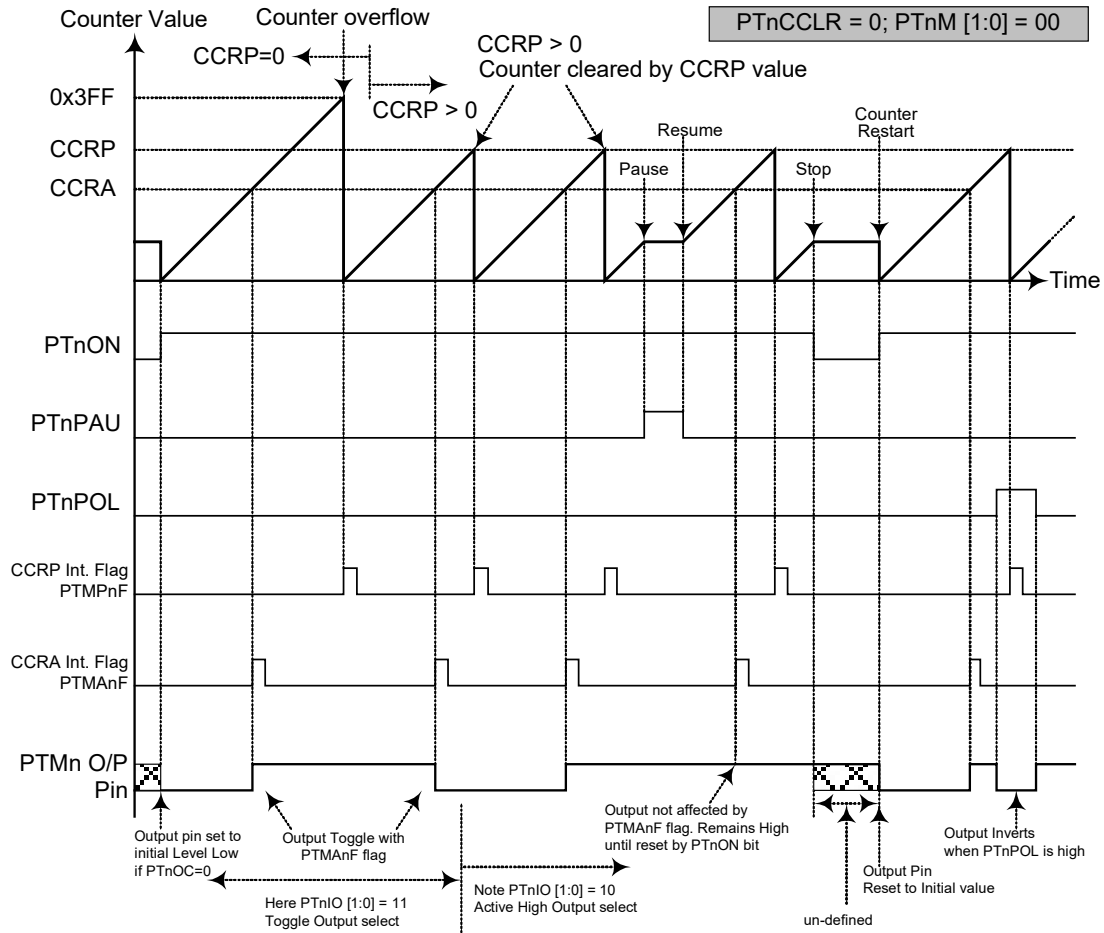 Counter Value
Counter overflow
PTnCCLR = 0; PTnM [1:0] = 00
CCRP=0
CCRP > 0
CCRP > 0
Counter cleared by CCRP value
0x3FF
CCRP
CCRA
Pause
Resume
Stop
Counter
Restart
Time
PTnON
PTnPAU
PTnPOL
CCRP Int. Flag
PTMPnF
CCRA Int. Flag
PTMAnF
PTMn O/P
Pin
Output pin set to
initial Level Low
if PTnOC=0
Output Toggle with
PTMAnF flag
Output not affected by
PTMAnF flag. Remains High
until reset by PTnON bit
Output Inverts
when PTnPOL is high
Output Pin
Reset to Initial value
Here PTnIO [1:0] = 11
Toggle Output select
Note PTnIO [1:0] = 10
Active High Output select
un-defined